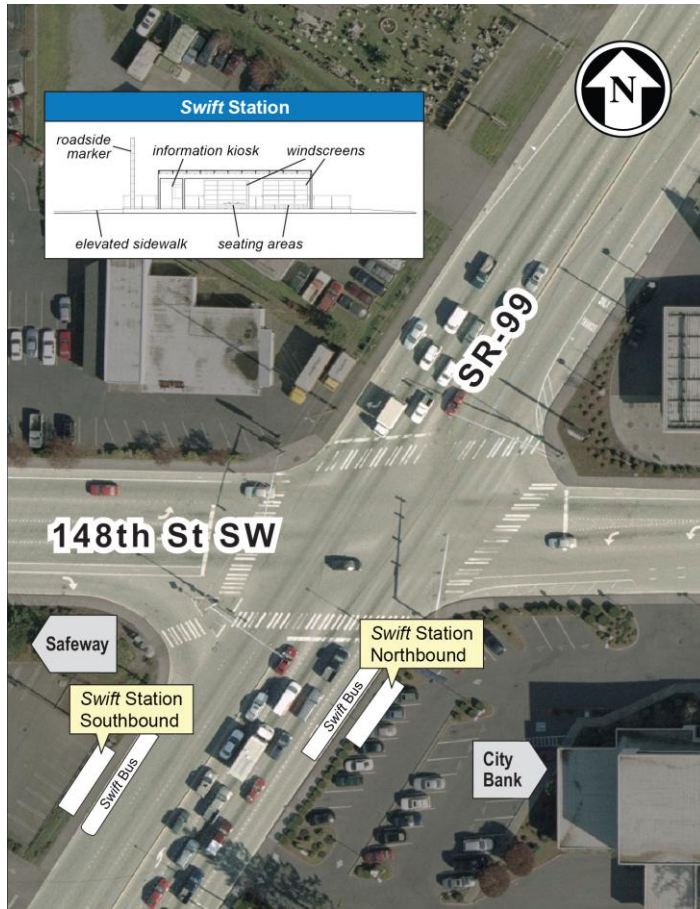 Swift Station
roadside
marker
information kiosk
windscreens
elevated sidewalk
seating areas
N
SR-99
148th St SW
Safeway
Swift Station
Northbound
Swift Bus
Swift Station
Southbound
Swift Bus
City
Bank